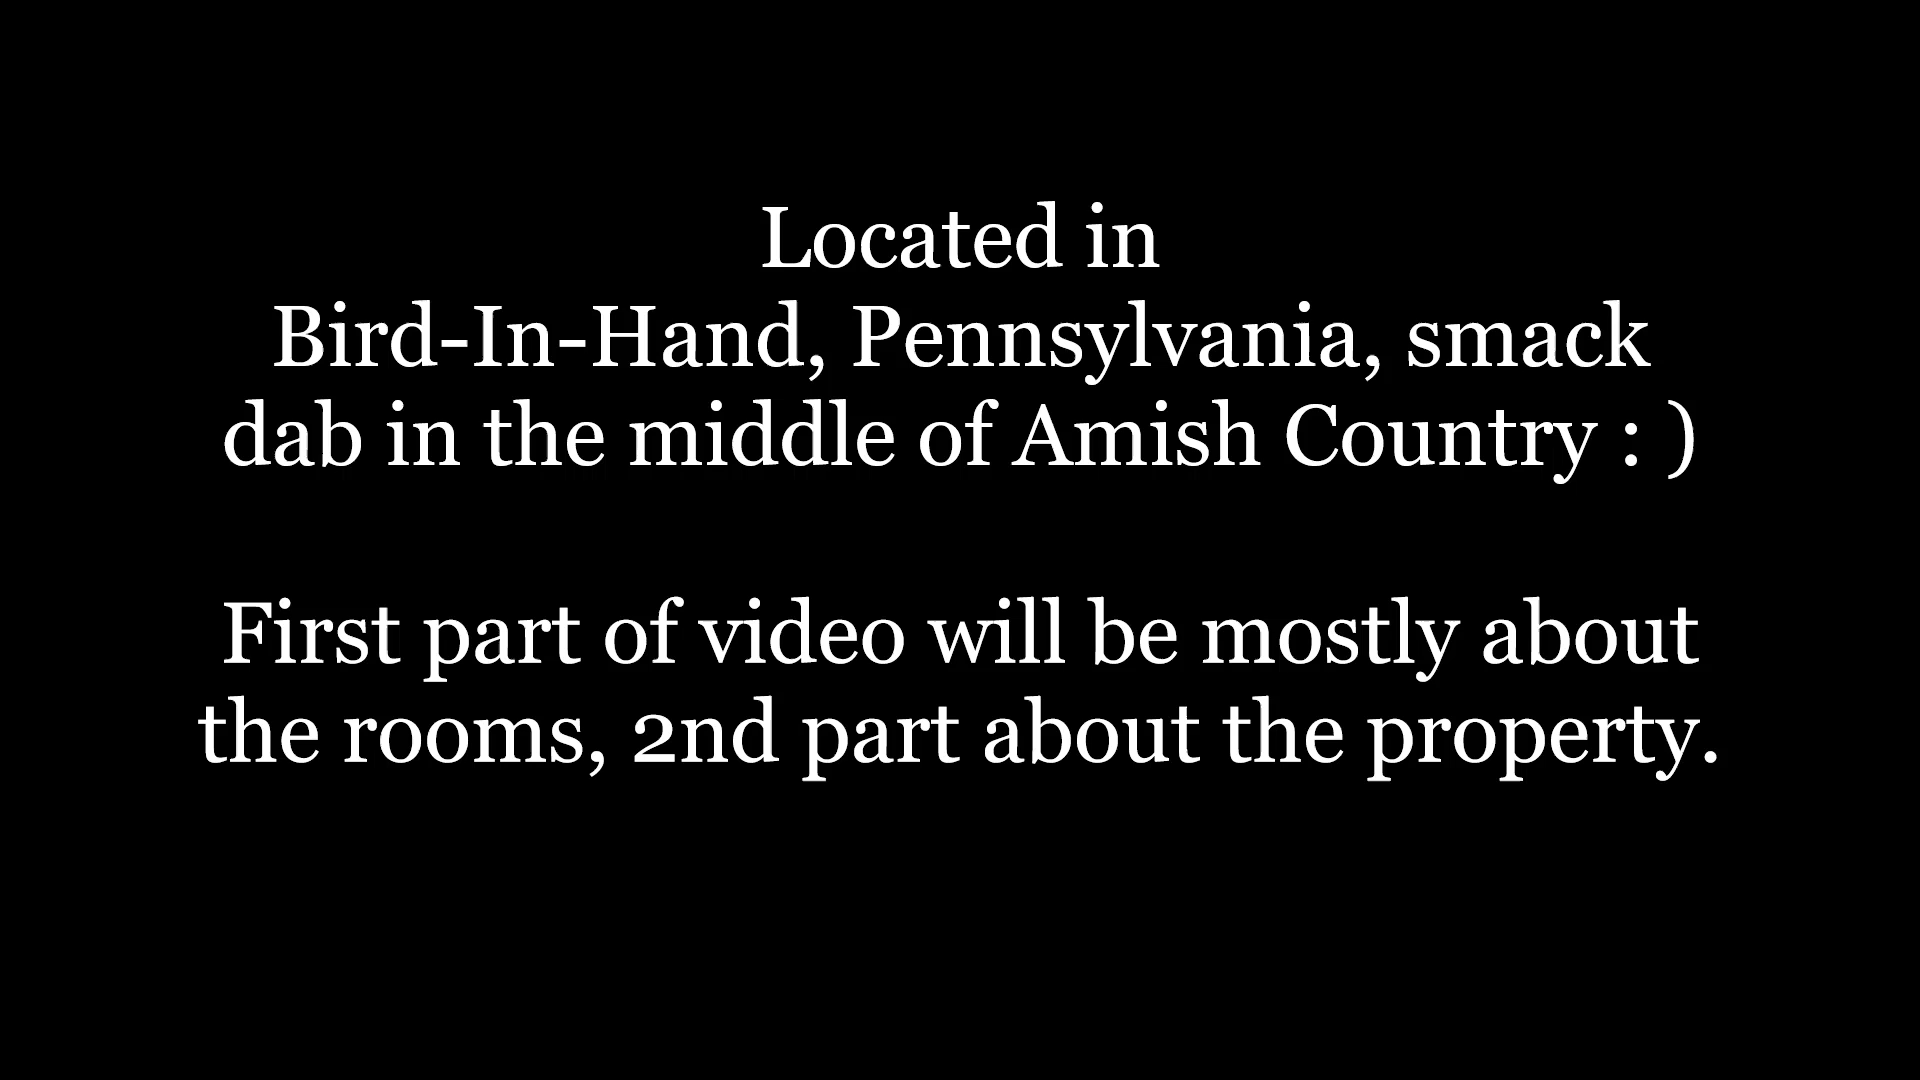 Located in
Bird-In-Hand, Pennsylvania, smack
dab in the middle of Amish Country : )
First part of video will be mostly about
the rooms, 2nd part about the property.